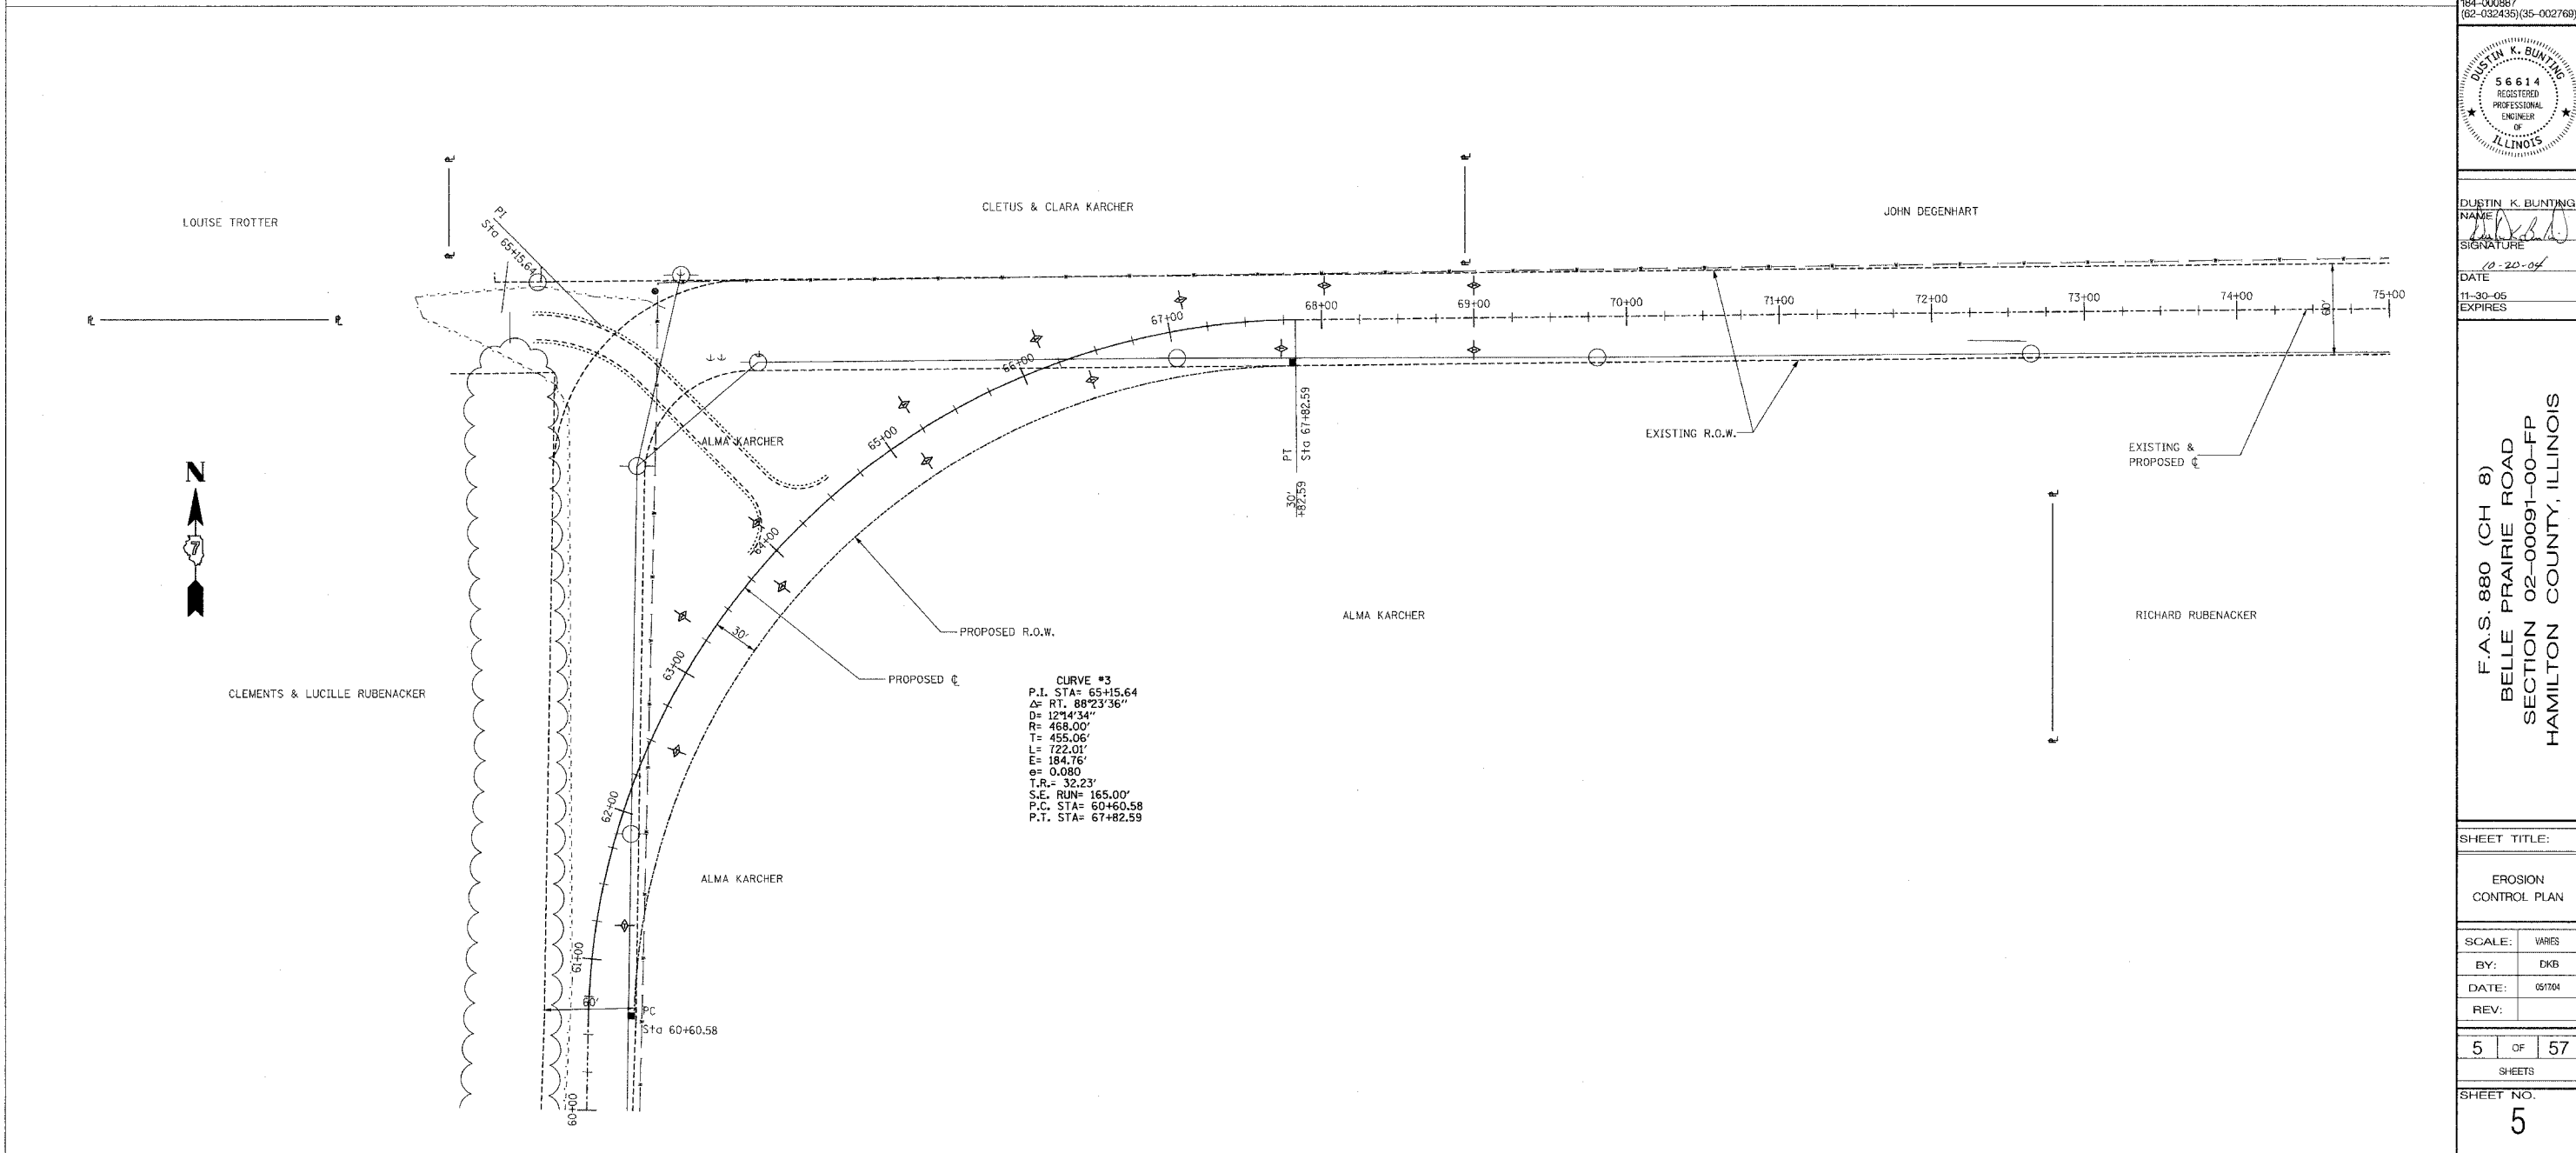 184-000887
(62-032435)(35-002769)
DUSTIN K. BUNTING
56614
REGISTERED
PROFESSIONAL
ENGINEER
OF
ILLINOIS
DUSTIN K. BUNTING
NAME
SIGNATURE
10-20-04
DATE
11-30-05
EXPIRES
F.A.S. 880 (CH 8)
BELLE PRAIRIE ROAD
SECTION 02-00091-00-FP
HAMILTON COUNTY, ILLINOIS
SHEET TITLE:
EROSION
CONTROL PLAN
SCALE: VARIES
BY: DKB
DATE: 051704
REV:
5 OF 57
SHEETS
SHEET NO.
5
LOUISE TROTTER
CLETUS & CLARA KARCHER
JOHN DEGENHART
PI
Sta 65+15.64
67+00
68+00
69+00
70+00
71+00
72+00
73+00
74+00
75+00
60'
66+00
65+00
64+00
63+00
62+00
61+00
60+00
ALMA KARCHER
PT
Sta 67+82.59
30'
+82.59
EXISTING R.O.W.
EXISTING &
PROPOSED ℄
N
7
30'
PROPOSED R.O.W.
PROPOSED ℄
ALMA KARCHER
RICHARD RUBENACKER
CLEMENTS & LUCILLE RUBENACKER
CURVE #3
P.I. STA= 65+15.64
Δ= RT. 88°23'36"
D= 12°14'34"
R= 468.00'
T= 455.06'
L= 722.01'
E= 184.76'
e= 0.080
T.R.= 32.23'
S.E. RUN= 165.00'
P.C. STA= 60+60.58
P.T. STA= 67+82.59
ALMA KARCHER
60'
PC
Sta 60+60.58